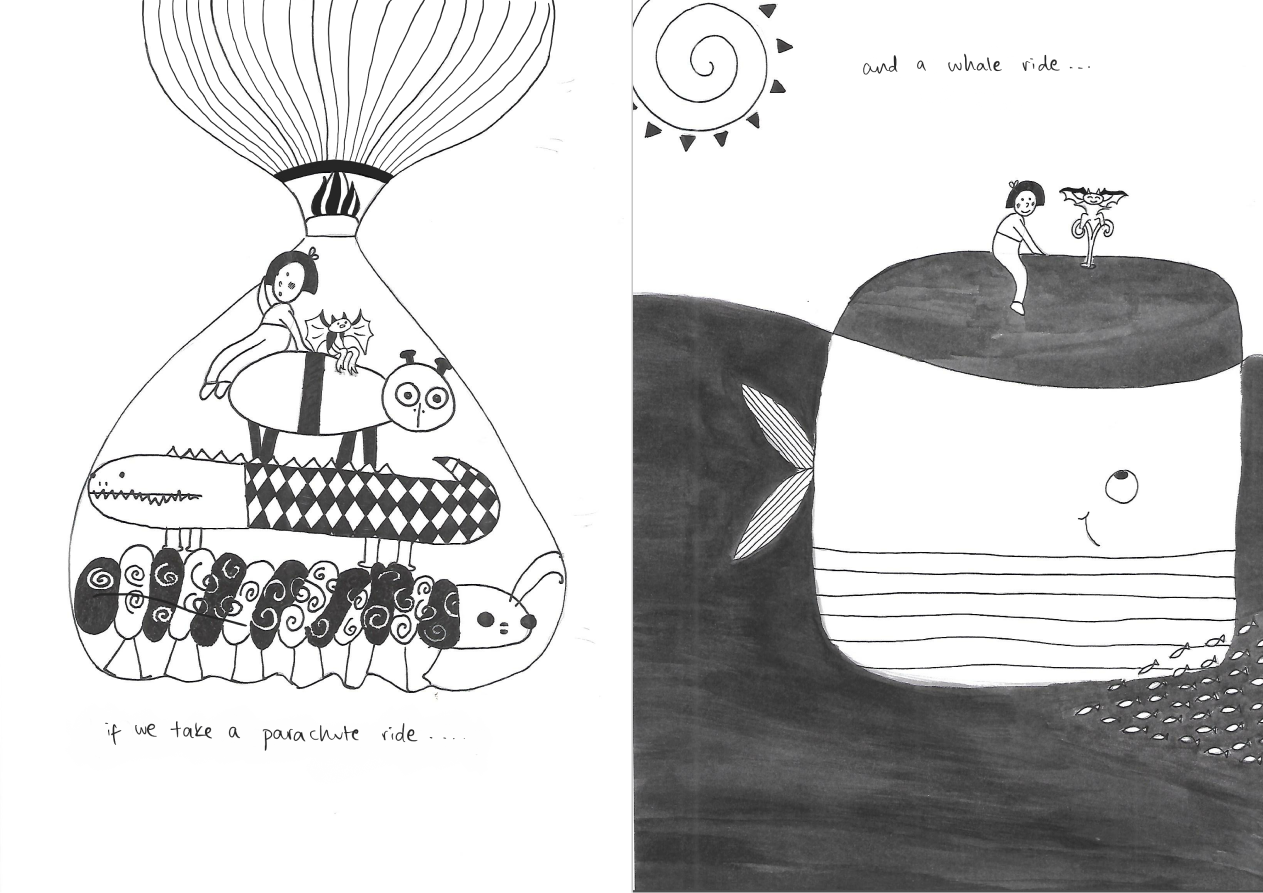 if we take a parachute ride ....
and a whale ride ...